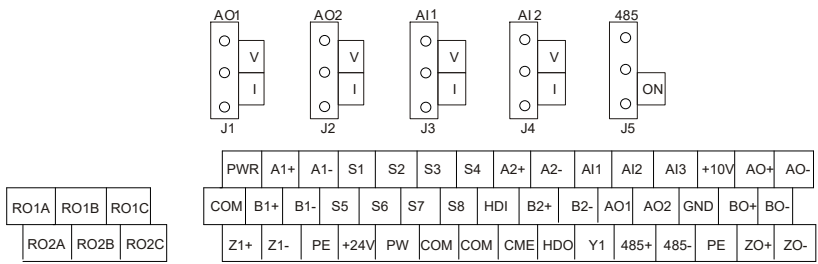 AO1 AO2 AI1 AI2 485
V V V V
I I I I ON
J1 J2 J3 J4 J5
PWR A1+ A1- S1 S2 S3 S4 A2+ A2- AI1 AI2 AI3 +10V AO+ AO-
RO1A RO1B RO1C COM B1+ B1- S5 S6 S7 S8 HDI B2+ B2- AO1 AO2 GND BO+ BO-
RO2A RO2B RO2C Z1+ Z1- PE +24V PW COM COM CME HDO Y1 485+ 485- PE ZO+ ZO-